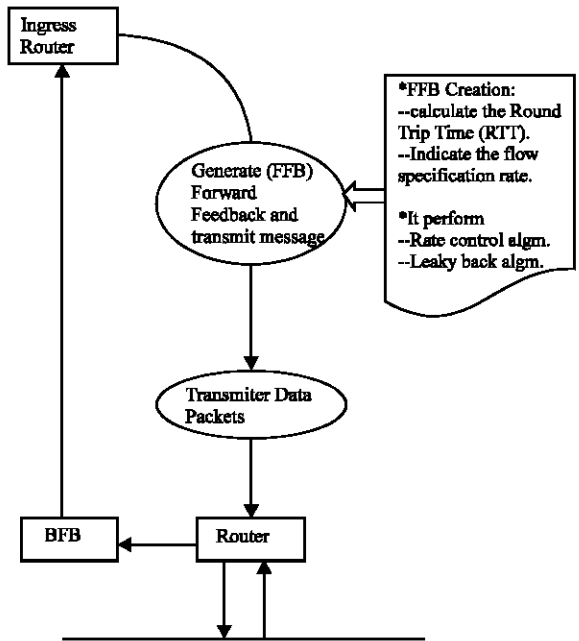 Ingress
Router
*FFB Creation:
--calculate the Round
Trip Time (RTT).
--Indicate the flow
specification rate.
*It perform
--Rate control algm.
--Leaky back algm.
Generate (FFB)
Forward
Feedback and
transmit message
Transmiter Data
Packets
BFB
Router